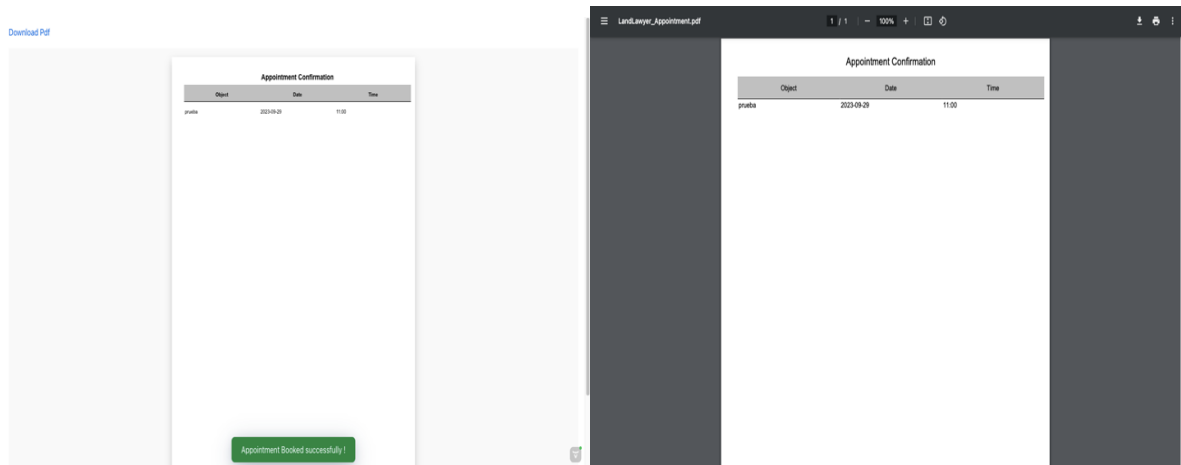 Download Pdf
Appointment Confirmation
Object Date Time
prueba 2023-09-29 11:00
Appointment Booked successfully !
LandLawyer_Appointment.pdf 1 / 1 − 100% +
Appointment Confirmation
Object Date Time
prueba 2023-09-29 11:00